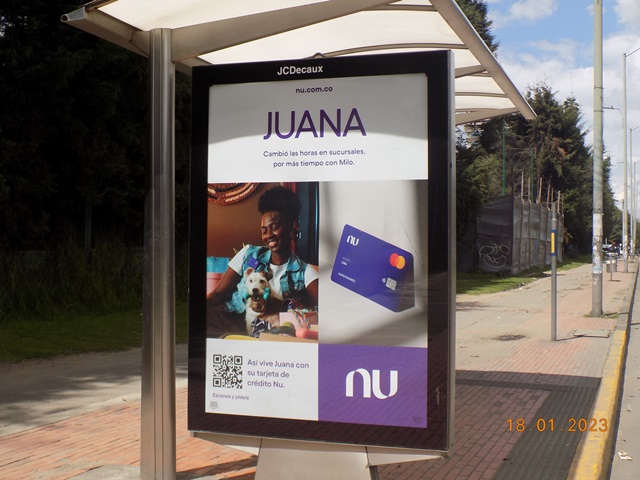 JCDecaux
nu.com.co
JUANA
Cambió las horas en sucursales,
por más tiempo con Milo.
nu
Así vive Juana con
su tarjeta de
crédito Nu.
Escanea y pídela
nu
18.01.2023